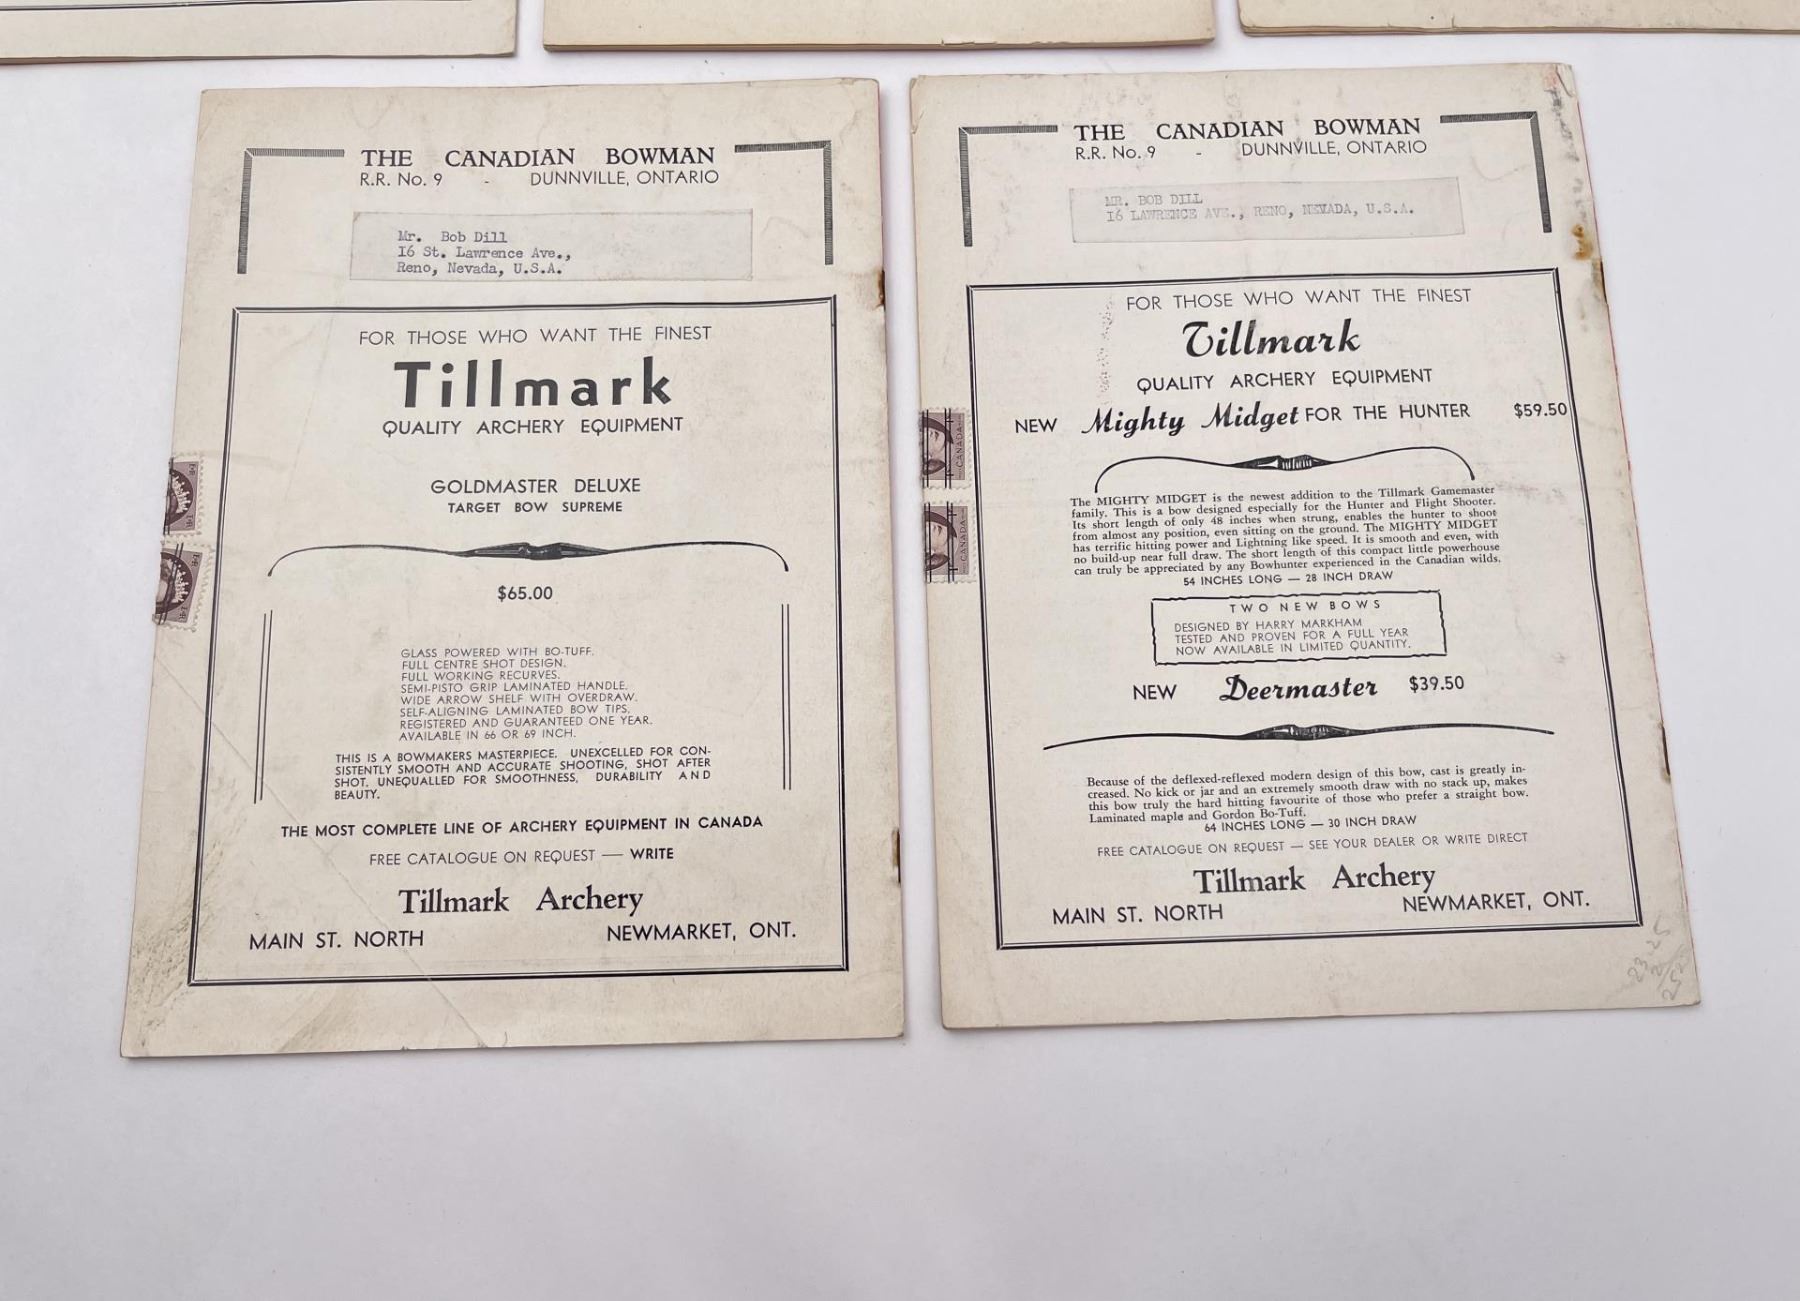 THE CANADIAN BOWMAN
R.R. No. 9 - DUNNVILLE, ONTARIO
Mr. Bob Dill
16 St. Lawrence Ave.,
Reno, Nevada, U.S.A.
FOR THOSE WHO WANT THE FINEST
Tillmark
QUALITY ARCHERY EQUIPMENT
GOLDMASTER DELUXE
TARGET BOW SUPREME
$65.00
GLASS POWERED WITH BO-TUFF.
FULL CENTRE SHOT DESIGN.
FULL WORKING RECURVES.
SEMI-PISTO GRIP LAMINATED HANDLE.
WIDE ARROW SHELF WITH OVERDRAW.
SELF-ALIGNING LAMINATED BOW TIPS.
REGISTERED AND GUARANTEED ONE YEAR.
AVAILABLE IN 66 OR 69 INCH.
THIS IS A BOWMAKERS MASTERPIECE. UNEXCELLED FOR CON-
SISTENTLY SMOOTH AND ACCURATE SHOOTING, SHOT AFTER
SHOT. UNEQUALLED FOR SMOOTHNESS, DURABILITY AND
BEAUTY.
THE MOST COMPLETE LINE OF ARCHERY EQUIPMENT IN CANADA
FREE CATALOGUE ON REQUEST — WRITE
Tillmark Archery
MAIN ST. NORTH NEWMARKET, ONT.
THE CANADIAN BOWMAN
R.R. No. 9 - DUNNVILLE, ONTARIO
MR. BOB DILL
16 LAWRENCE AVE., RENO, NEVADA, U.S.A.
FOR THOSE WHO WANT THE FINEST
Tillmark
QUALITY ARCHERY EQUIPMENT
NEW Mighty Midget FOR THE HUNTER $59.50
CANADA
CANADA
The MIGHTY MIDGET is the newest addition to the Tillmark Gamemaster
family. This is a bow designed especially for the Hunter and Flight Shooter.
Its short length of only 48 inches when strung, enables the hunter to shoot
from almost any position, even sitting on the ground. The MIGHTY MIDGET
has terrific hitting power and Lightning like speed. It is smooth and even, with
no build-up near full draw. The short length of this compact little powerhouse
can truly be appreciated by any Bowhunter experienced in the Canadian wilds.
54 INCHES LONG — 28 INCH DRAW
TWO NEW BOWS
DESIGNED BY HARRY MARKHAM
TESTED AND PROVEN FOR A FULL YEAR
NOW AVAILABLE IN LIMITED QUANTITY.
NEW Deermaster $39.50
Because of the deflexed-reflexed modern design of this bow, cast is greatly in-
creased. No kick or jar and an extremely smooth draw with no stack up, makes
this bow truly the hard hitting favourite of those who prefer a straight bow.
Laminated maple and Gordon Bo-Tuff.
64 INCHES LONG — 30 INCH DRAW
FREE CATALOGUE ON REQUEST — SEE YOUR DEALER OR WRITE DIRECT
Tillmark Archery
MAIN ST. NORTH NEWMARKET, ONT.